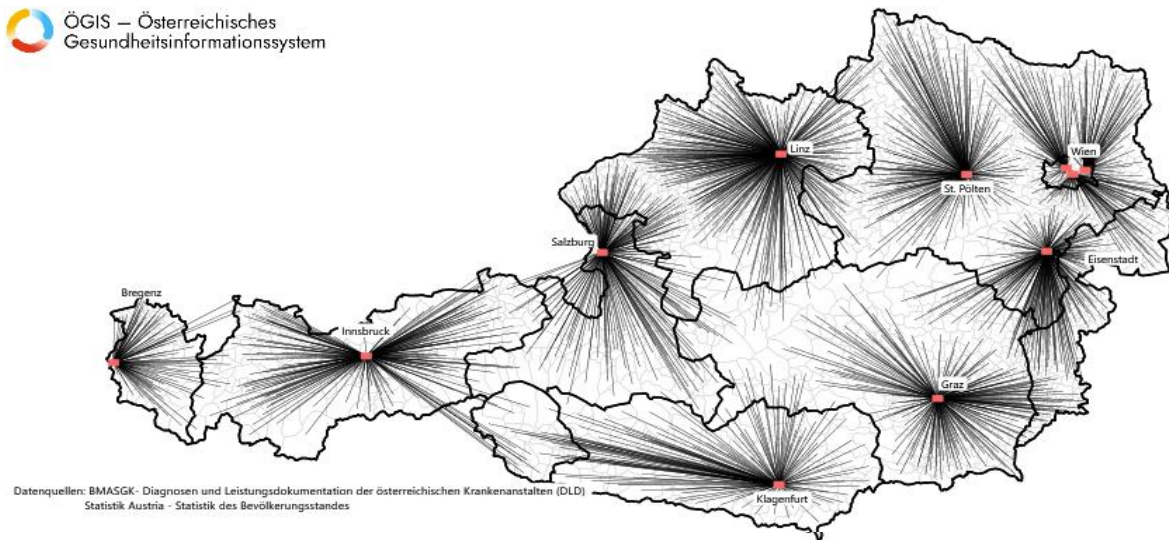 ÖGIS — Österreichisches
Gesundheitsinformationssystem
Linz
Wien
St. Pölten
Salzburg
Eisenstadt
Bregenz
Innsbruck
Graz
Klagenfurt
Datenquellen: BMASGK- Diagnosen und Leistungsdokumentation der österreichischen Krankenanstalten (DLD)
Statistik Austria - Statistik des Bevölkerungsstandes